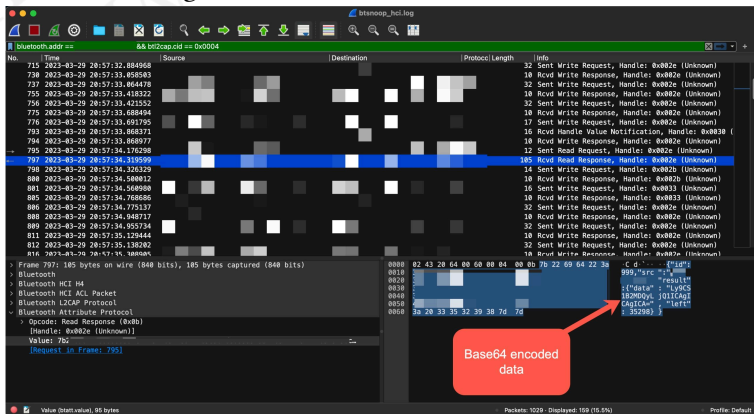 btsnoop_hci.log
bluetooth.addr == && btl2cap.cid == 0x0004
No. Time Source Destination Protocc Length Info
715 2023-03-29 20:57:32.884968 32 Sent Write Request, Handle: 0x002e (Unknown)
730 2023-03-29 20:57:33.058503 10 Rcvd Write Response, Handle: 0x002e (Unknown)
737 2023-03-29 20:57:33.064478 32 Sent Write Request, Handle: 0x002e (Unknown)
755 2023-03-29 20:57:33.418322 10 Rcvd Write Response, Handle: 0x002e (Unknown)
756 2023-03-29 20:57:33.421552 32 Sent Write Request, Handle: 0x002e (Unknown)
775 2023-03-29 20:57:33.688494 10 Rcvd Write Response, Handle: 0x002e (Unknown)
776 2023-03-29 20:57:33.691795 17 Sent Write Request, Handle: 0x002e (Unknown)
793 2023-03-29 20:57:33.868371 16 Rcvd Handle Value Notification, Handle: 0x0030 (
794 2023-03-29 20:57:33.868977 10 Rcvd Write Response, Handle: 0x002e (Unknown)
795 2023-03-29 20:57:34.176298 12 Sent Read Request, Handle: 0x002e (Unknown)
797 2023-03-29 20:57:34.319599 105 Rcvd Read Response, Handle: 0x002e (Unknown)
798 2023-03-29 20:57:34.326329 14 Sent Write Request, Handle: 0x002b (Unknown)
800 2023-03-29 20:57:34.500012 10 Rcvd Write Response, Handle: 0x002b (Unknown)
801 2023-03-29 20:57:34.560980 16 Sent Write Request, Handle: 0x0033 (Unknown)
805 2023-03-29 20:57:34.768686 10 Rcvd Write Response, Handle: 0x0033 (Unknown)
806 2023-03-29 20:57:34.775137 32 Sent Write Request, Handle: 0x002e (Unknown)
808 2023-03-29 20:57:34.948717 10 Rcvd Write Response, Handle: 0x002e (Unknown)
809 2023-03-29 20:57:34.955734 32 Sent Write Request, Handle: 0x002e (Unknown)
811 2023-03-29 20:57:35.129444 10 Rcvd Write Response, Handle: 0x002e (Unknown)
812 2023-03-29 20:57:35.138202 32 Sent Write Request, Handle: 0x002e (Unknown)
816 2023-03-29 20:57:35.308905 10 Rcvd Write Response, Handle: 0x002e (Unknown)
Frame 797: 105 bytes on wire (840 bits), 105 bytes captured (840 bits)
Bluetooth
Bluetooth HCI H4
Bluetooth HCI ACL Packet
Bluetooth L2CAP Protocol
Bluetooth Attribute Protocol
Opcode: Read Response (0x0b)
[Handle: 0x002e (Unknown)]
Value: 7b2
[Request in Frame: 795]
0000 02 43 20 64 00 60 00 04 00 0b 7b 22 69 64 22 3a ·C d·`·· ··{"id":
0010 999,"src ":"
0020 "result"
0030 :{"data" : "Ly9CS
0040 1B2MDQyL jQ1ICAgI
0050 CAgICA=" , "left"
0060 3a 20 33 35 32 39 38 7d 7d : 35298} }
Base64 encoded
data
Value (btatt.value), 95 bytes
Packets: 1029 · Displayed: 159 (15.5%)
Profile: Default